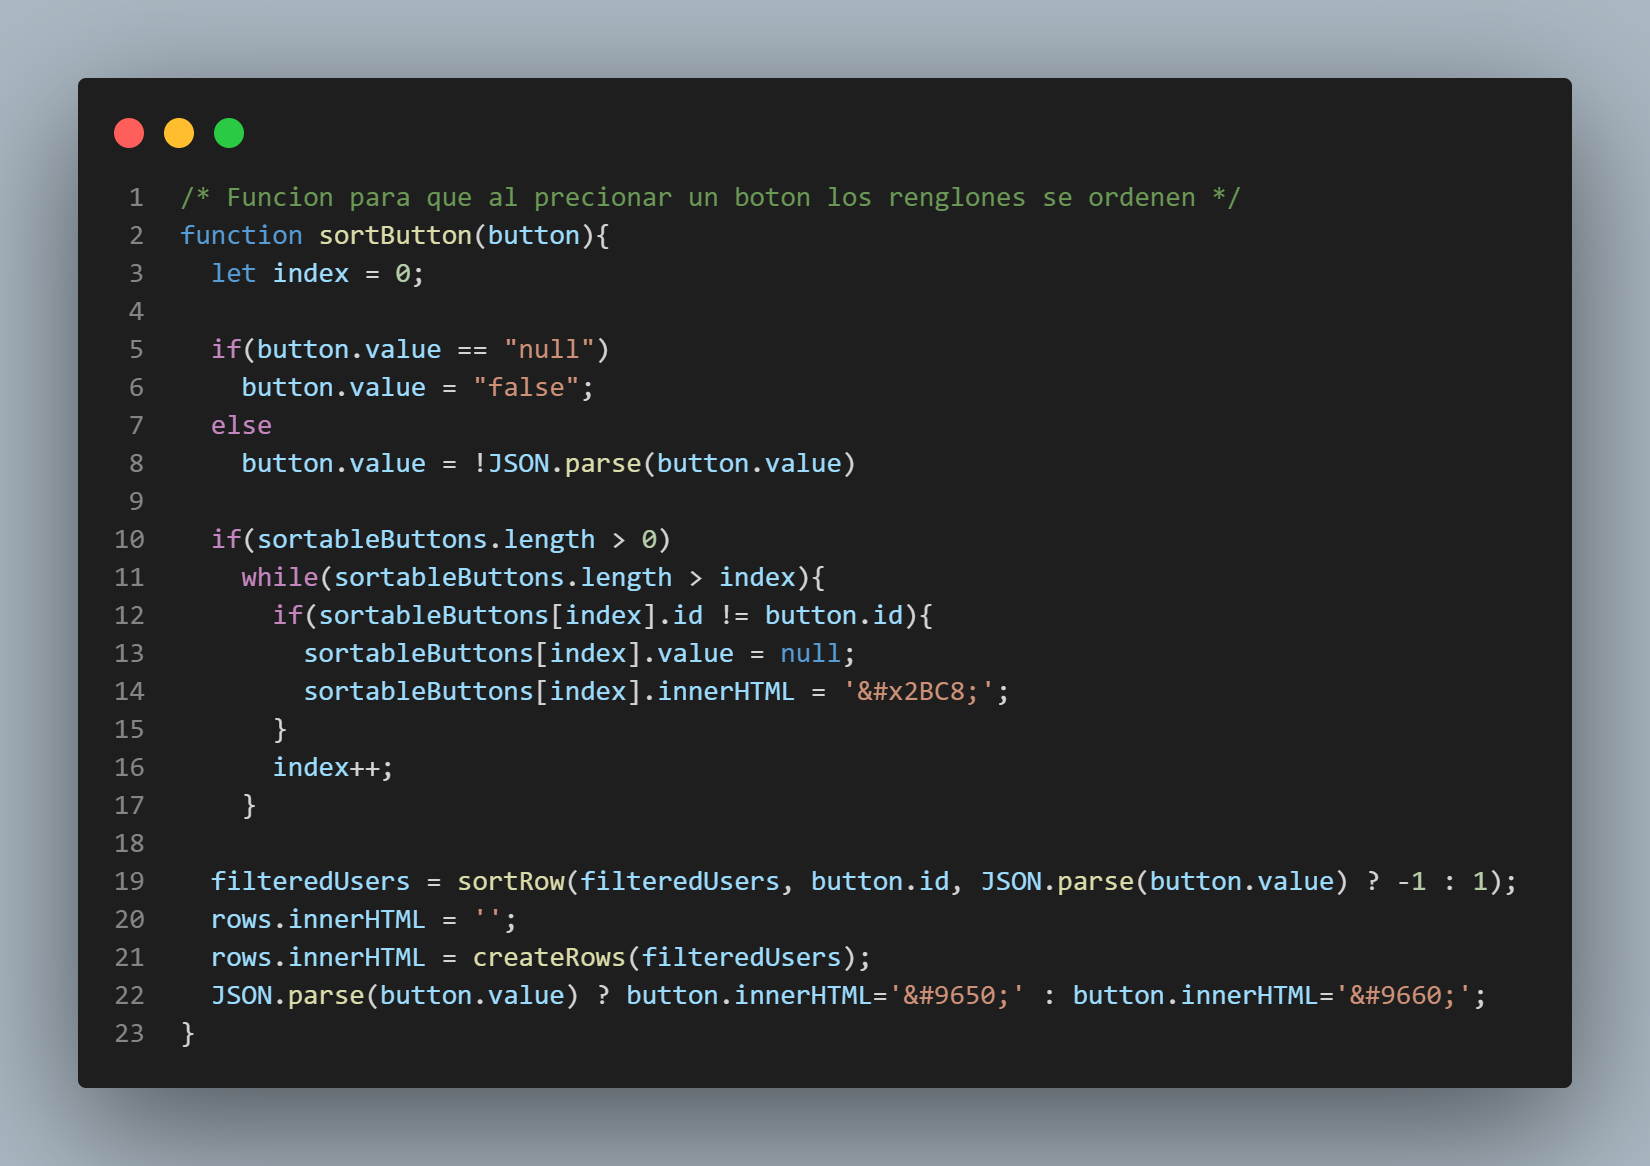 1 /* Funcion para que al precionar un boton los renglones se ordenen */
2 function sortButton(button){
3   let index = 0;
4
5   if(button.value == "null")
6     button.value = "false";
7   else
8     button.value = !JSON.parse(button.value)
9
10   if(sortableButtons.length > 0)
11     while(sortableButtons.length > index){
12       if(sortableButtons[index].id != button.id){
13         sortableButtons[index].value = null;
14         sortableButtons[index].innerHTML = '&#x2BC8;';
15       }
16       index++;
17     }
18
19   filteredUsers = sortRow(filteredUsers, button.id, JSON.parse(button.value) ? -1 : 1);
20   rows.innerHTML = '';
21   rows.innerHTML = createRows(filteredUsers);
22   JSON.parse(button.value) ? button.innerHTML='&#9650;' : button.innerHTML='&#9660;';
23 }